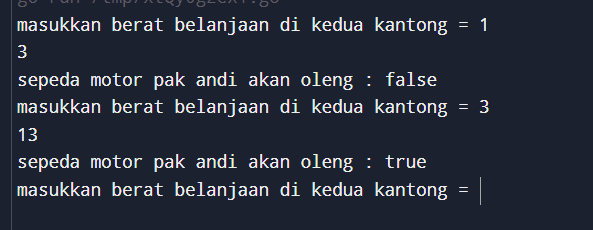 masukkan berat belanjaan di kedua kantong = 1
3
sepeda motor pak andi akan oleng : false
masukkan berat belanjaan di kedua kantong = 3
13
sepeda motor pak andi akan oleng : true
masukkan berat belanjaan di kedua kantong =